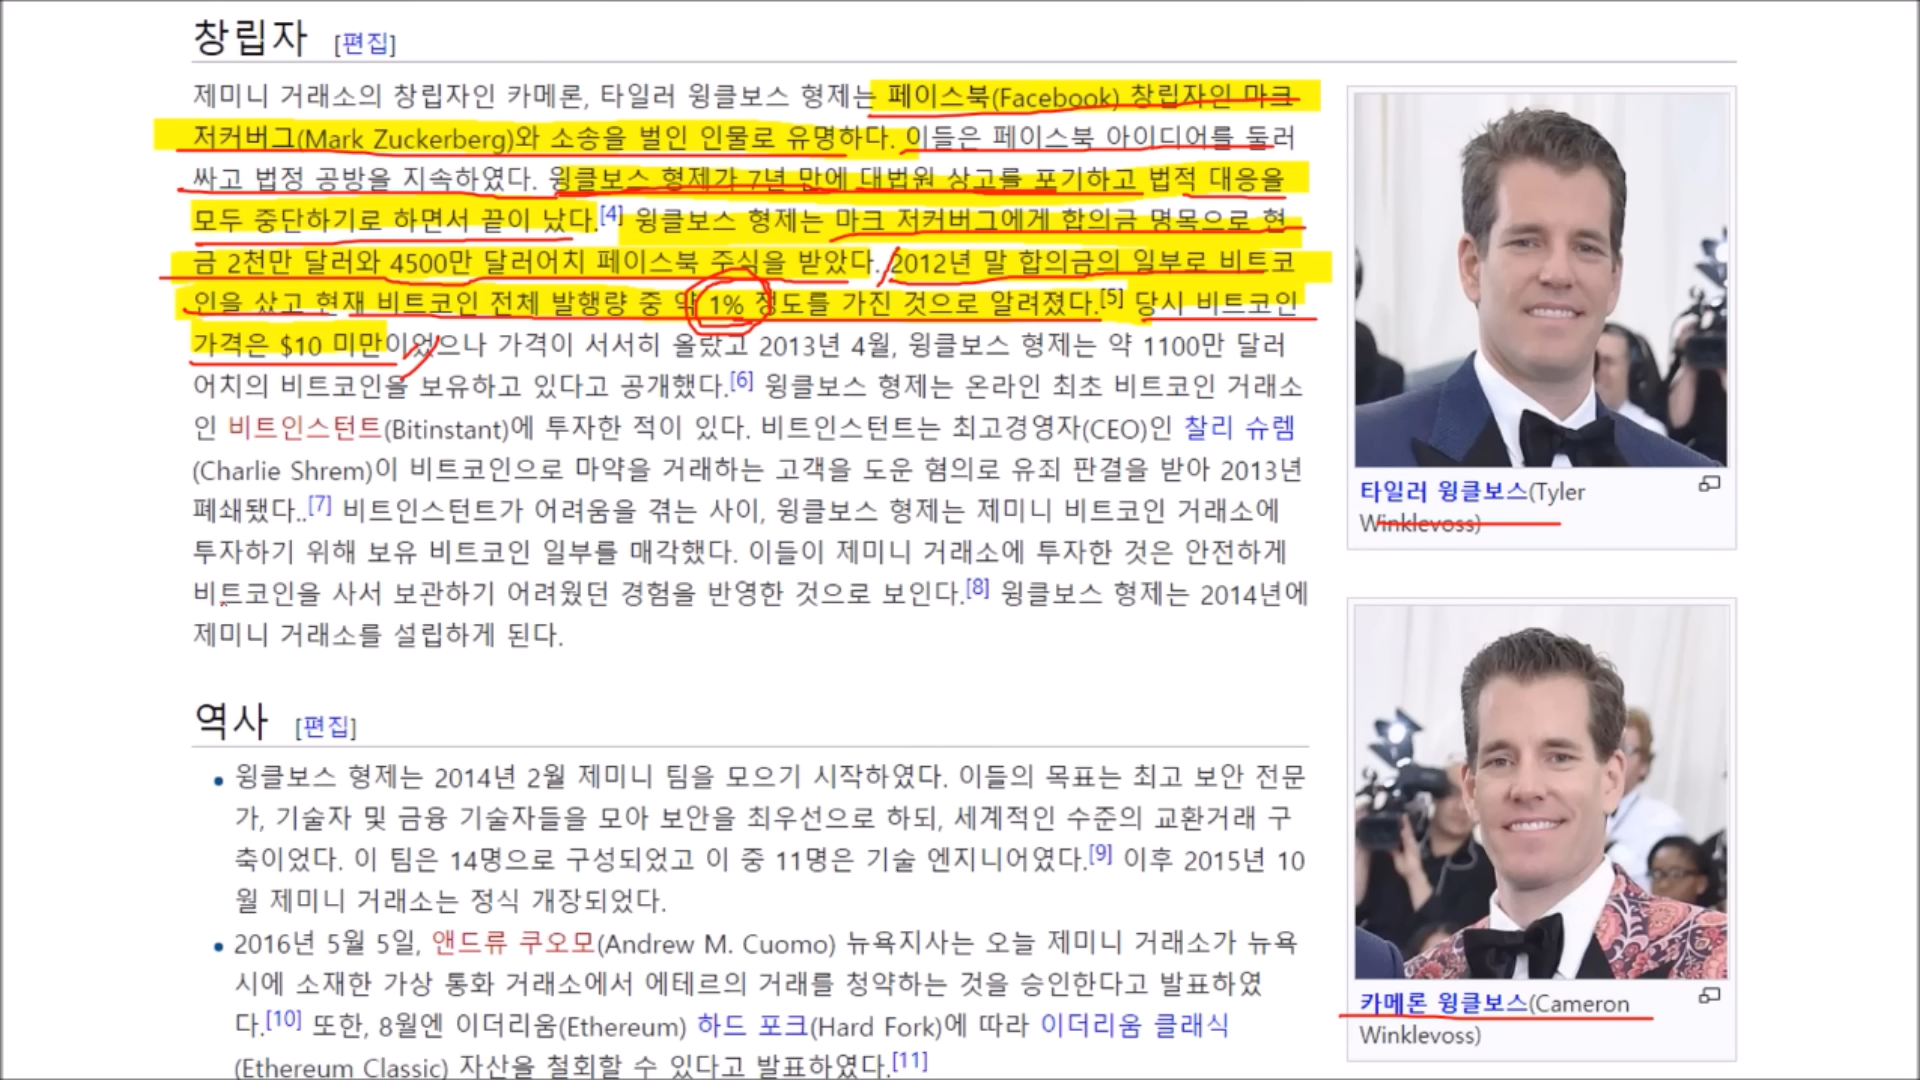 창립자 [편집]
제미니 거래소의 창립자인 카메론, 타일러 윙클보스 형제는 페이스북(Facebook) 창립자인 마크
저커버그(Mark Zuckerberg)와 소송을 벌인 인물로 유명하다. 이들은 페이스북 아이디어를 둘러
싸고 법정 공방을 지속하였다. 윙클보스 형제가 7년 만에 대법원 상고를 포기하고 법적 대응을
모두 중단하기로 하면서 끝이 났다.[4] 윙클보스 형제는 마크 저커버그에게 합의금 명목으로 현
금 2천만 달러와 4500만 달러어치 페이스북 주식을 받았다. 2012년 말 합의금의 일부로 비트코
인을 샀고 현재 비트코인 전체 발행량 중 약 1% 정도를 가진 것으로 알려졌다.[5] 당시 비트코인
가격은 $10 미만이었으나 가격이 서서히 올랐고 2013년 4월, 윙클보스 형제는 약 1100만 달러
어치의 비트코인을 보유하고 있다고 공개했다.[6] 윙클보스 형제는 온라인 최초 비트코인 거래소
인 비트인스턴트(Bitinstant)에 투자한 적이 있다. 비트인스턴트는 최고경영자(CEO)인 찰리 슈렘
(Charlie Shrem)이 비트코인으로 마약을 거래하는 고객을 도운 혐의로 유죄 판결을 받아 2013년
폐쇄됐다..[7] 비트인스턴트가 어려움을 겪는 사이, 윙클보스 형제는 제미니 비트코인 거래소에
투자하기 위해 보유 비트코인 일부를 매각했다. 이들이 제미니 거래소에 투자한 것은 안전하게
비트코인을 사서 보관하기 어려웠던 경험을 반영한 것으로 보인다.[8] 윙클보스 형제는 2014년에
제미니 거래소를 설립하게 된다.
타일러 윙클보스(Tyler
Winklevoss)
카메론 윙클보스(Cameron
Winklevoss)
역사 [편집]
• 윙클보스 형제는 2014년 2월 제미니 팀을 모으기 시작하였다. 이들의 목표는 최고 보안 전문
가, 기술자 및 금융 기술자들을 모아 보안을 최우선으로 하되, 세계적인 수준의 교환거래 구
축이었다. 이 팀은 14명으로 구성되었고 이 중 11명은 기술 엔지니어였다.[9] 이후 2015년 10
월 제미니 거래소는 정식 개장되었다.
• 2016년 5월 5일, 앤드류 쿠오모(Andrew M. Cuomo) 뉴욕지사는 오늘 제미니 거래소가 뉴욕
시에 소재한 가상 통화 거래소에서 에테르의 거래를 청약하는 것을 승인한다고 발표하였
다.[10] 또한, 8월엔 이더리움(Ethereum) 하드 포크(Hard Fork)에 따라 이더리움 클래식
(Ethereum Classic) 자산을 철회할 수 있다고 발표하였다.[11]